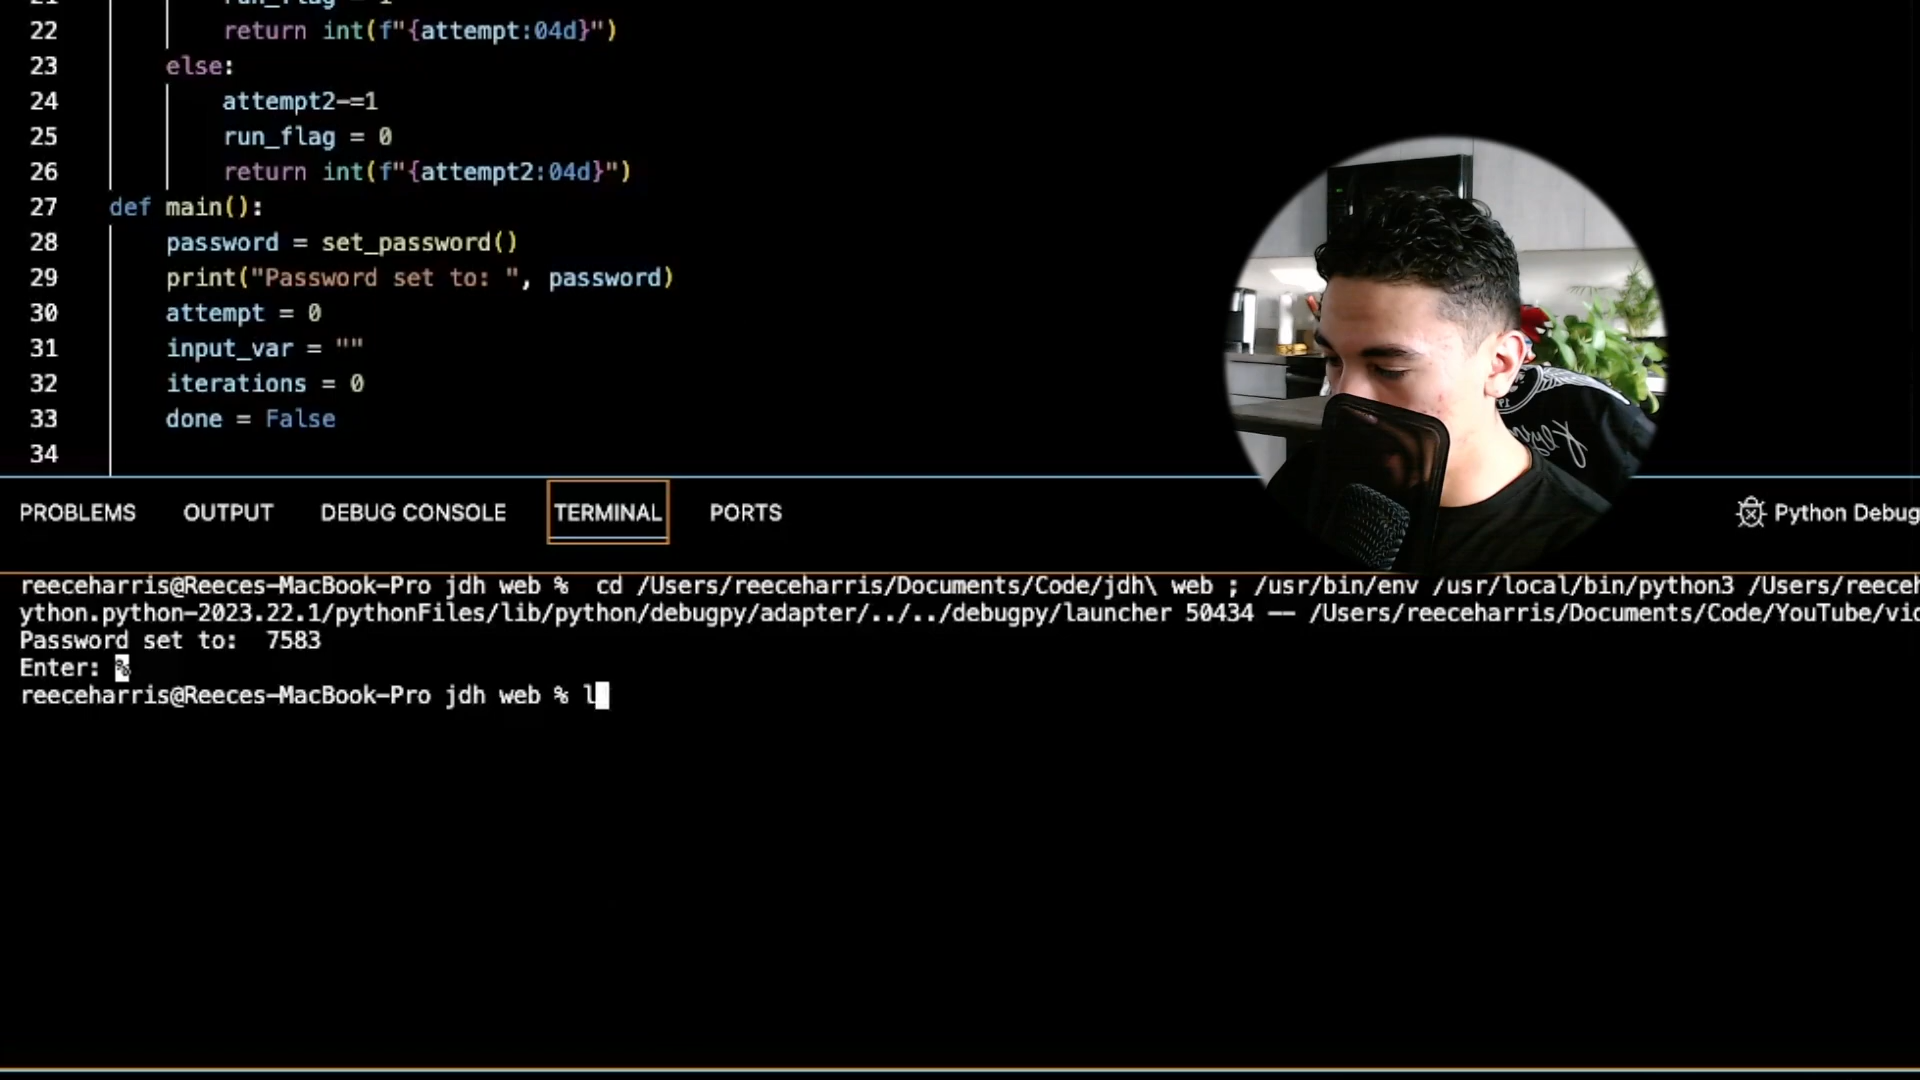 22 return int(f"{attempt:04d}")
23 else:
24 attempt2-=1
25 run_flag = 0
26 return int(f"{attempt2:04d}")
27 def main():
28 password = set_password()
29 print("Password set to: ", password)
30 attempt = 0
31 input_var = ""
32 iterations = 0
33 done = False
34
PROBLEMS OUTPUT DEBUG CONSOLE TERMINAL PORTS Python Debug
reeceharris@Reeces-MacBook-Pro jdh web % cd /Users/reeceharris/Documents/Code/jdh\ web ; /usr/bin/env /usr/local/bin/python3 /Users/reeceh
ython.python-2023.22.1/pythonFiles/lib/python/debugpy/adapter/../../debugpy/launcher 50434 -- /Users/reeceharris/Documents/Code/YouTube/vid
Password set to:  7583
Enter: %
reeceharris@Reeces-MacBook-Pro jdh web % l